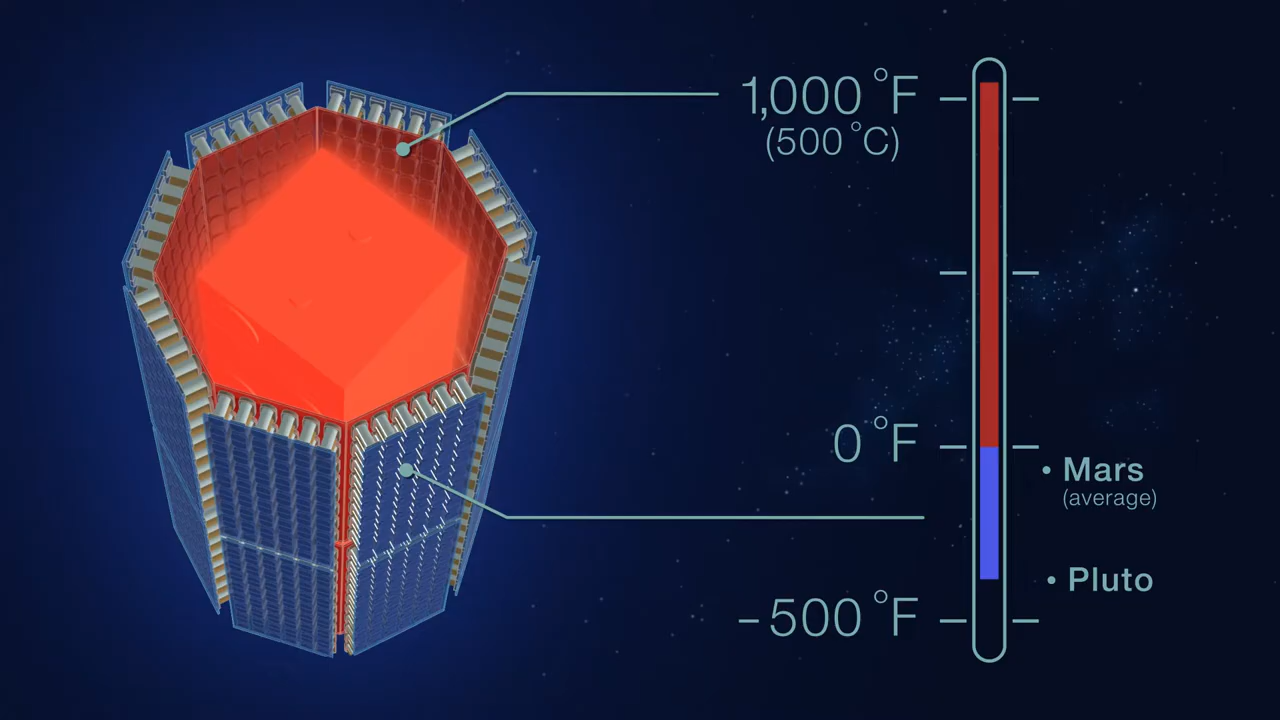 1,000 °F
(500 °C)
0 °F
• Mars
(average)
• Pluto
-500 °F